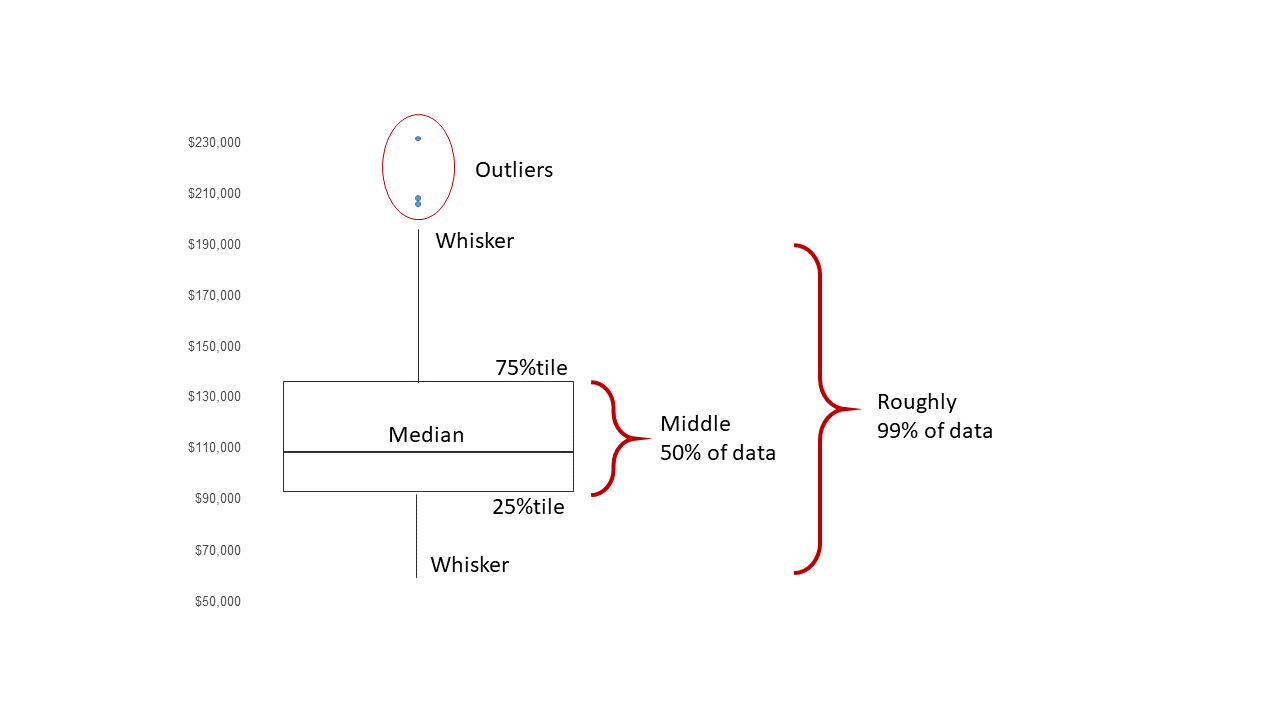 $230,000
Outliers
$210,000
Whisker
$190,000
$170,000
$150,000
75%tile
$130,000
Roughly
99% of data
Middle
50% of data
Median
$110,000
$90,000
25%tile
$70,000
Whisker
$50,000